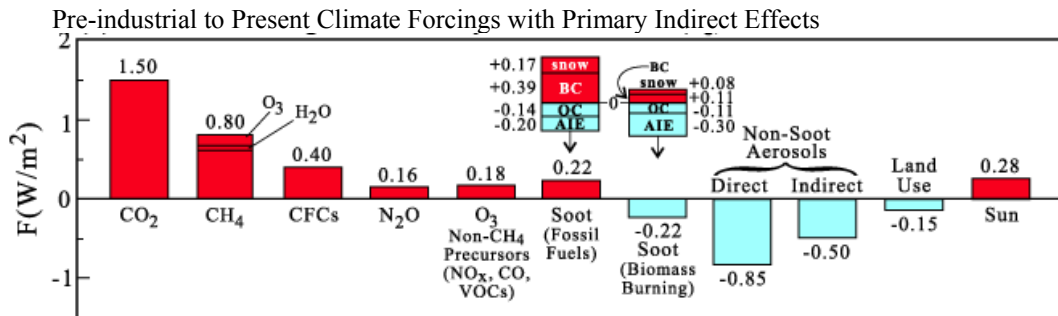 Pre-industrial to Present Climate Forcings with Primary Indirect Effects
F(W/m²)
2
1
0
-1
1.50
0.80
O₃
H₂O
0.40
0.16
0.18
0.22
+0.17
+0.39
-0.14
-0.20
snow
BC
OC
AIE
0
BC
snow
OC
AIE
+0.08
+0.11
-0.11
-0.30
Non-Soot
Aerosols
Direct
Indirect
Land
Use
0.28
CO₂
CH₄
CFCs
N₂O
O₃
Non-CH₄
Precursors
(NOₓ, CO,
VOCs)
Soot
(Fossil
Fuels)
-0.22
Soot
(Biomass
Burning)
-0.85
-0.50
-0.15
Sun